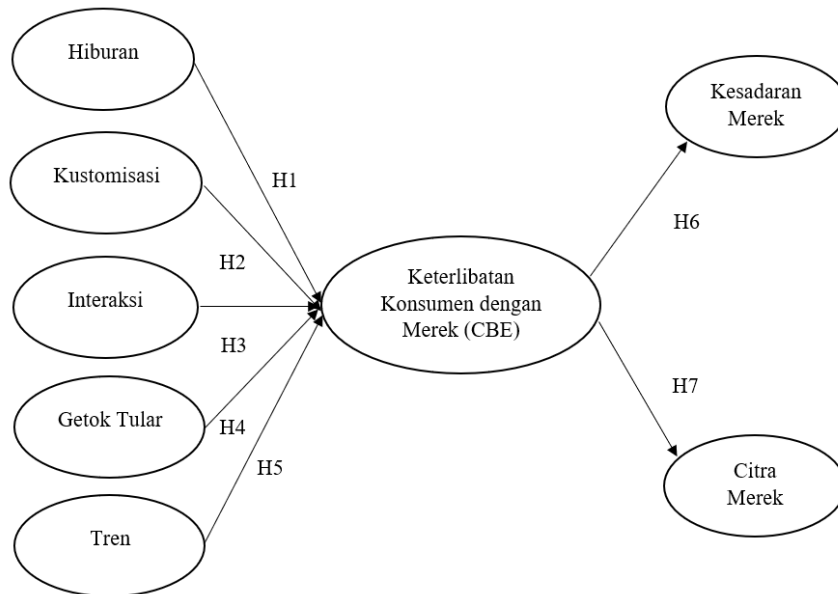 Hiburan
Kustomisasi
Interaksi
Getok Tular
Tren
H1
H2
H3
H4
H5
Keterlibatan
Konsumen dengan
Merek (CBE)
H6
H7
Kesadaran
Merek
Citra
Merek